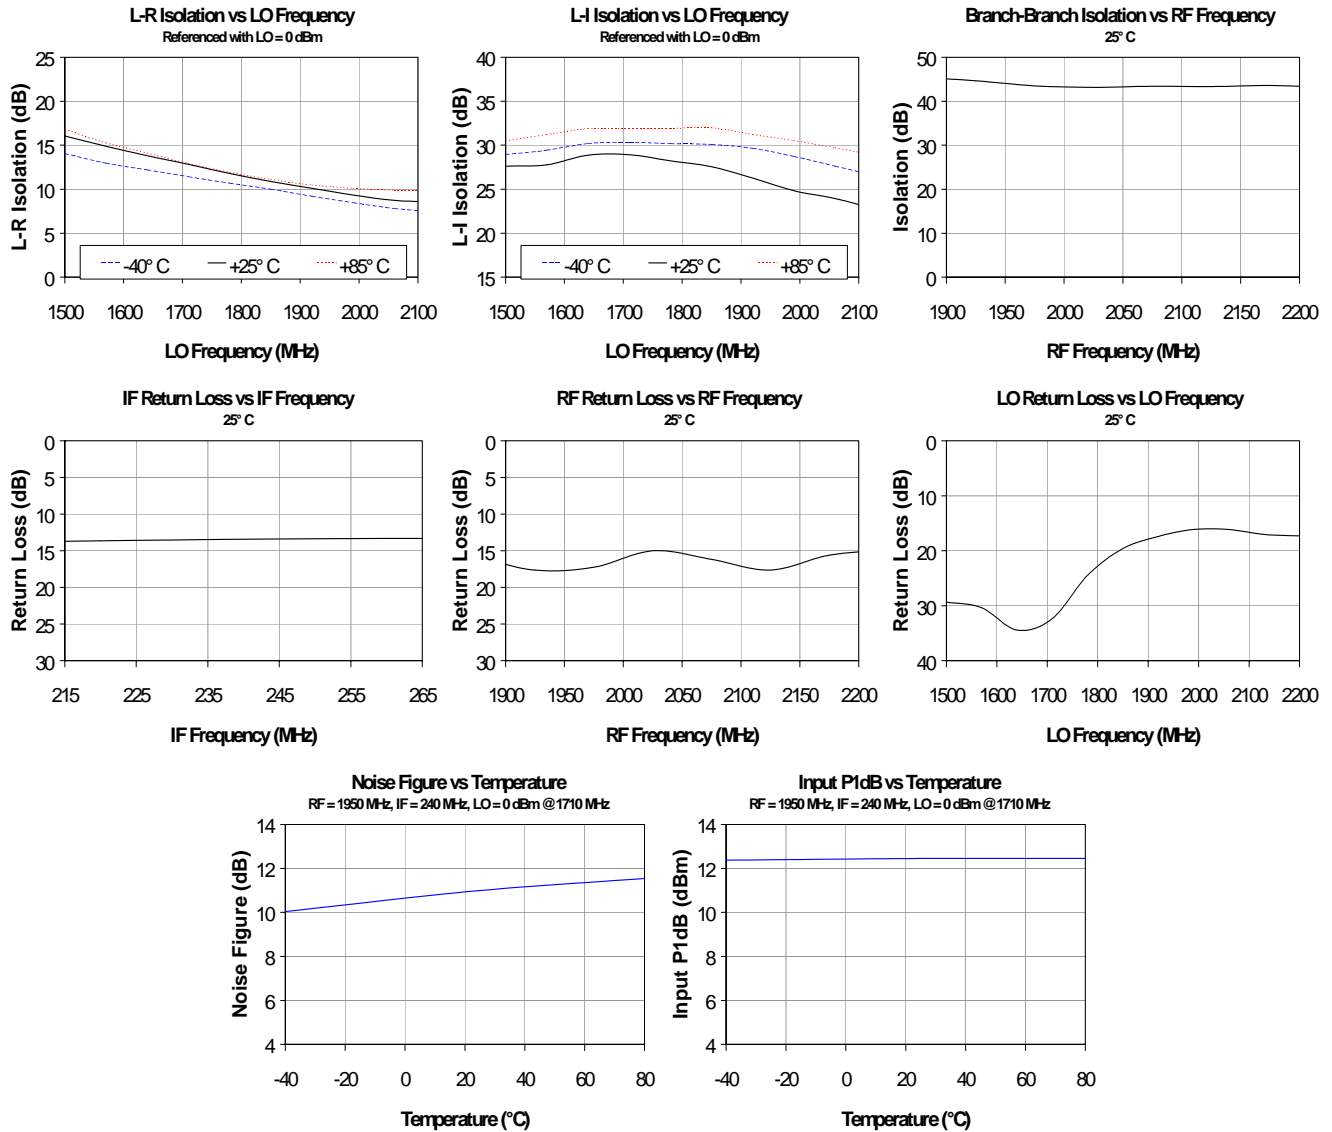 L-R Isolation vs LO Frequency
Referenced with LO = 0 dBm
L-R Isolation (dB)
25
20
15
10
5
0
-40° C
+25° C
+85° C
1500 1600 1700 1800 1900 2000 2100
LO Frequency (MHz)
L-I Isolation vs LO Frequency
Referenced with LO = 0 dBm
L-I Isolation (dB)
40
35
30
25
20
15
-40° C
+25° C
+85° C
1500 1600 1700 1800 1900 2000 2100
LO Frequency (MHz)
Branch-Branch Isolation vs RF Frequency
25° C
Isolation (dB)
50
40
30
20
10
0
1900 1950 2000 2050 2100 2150 2200
RF Frequency (MHz)
IF Return Loss vs IF Frequency
25° C
Return Loss (dB)
0
5
10
15
20
25
30
215 225 235 245 255 265
IF Frequency (MHz)
RF Return Loss vs RF Frequency
25° C
Return Loss (dB)
0
5
10
15
20
25
30
1900 1950 2000 2050 2100 2150 2200
RF Frequency (MHz)
LO Return Loss vs LO Frequency
25° C
Return Loss (dB)
0
10
20
30
40
1500 1600 1700 1800 1900 2000 2100 2200
LO Frequency (MHz)
Noise Figure vs Temperature
RF = 1950 MHz, IF = 240 MHz, LO = 0 dBm @ 1710 MHz
Noise Figure (dB)
14
12
10
8
6
4
-40 -20 0 20 40 60 80
Temperature (°C)
Input P1dB vs Temperature
RF = 1950 MHz, IF = 240 MHz, LO = 0 dBm @ 1710 MHz
Input P1dB (dBm)
14
12
10
8
6
4
-40 -20 0 20 40 60 80
Temperature (°C)